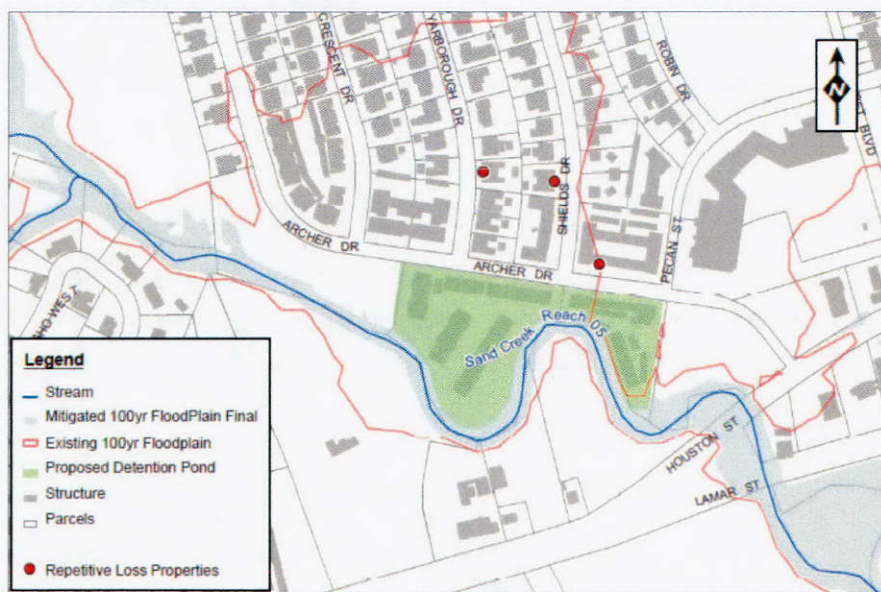 CRESCENT DR
YARBOROUGH DR
ROBIN DR
N
BLVD
SHIELDS DR
PECAN ST
ARCHER DR
ARCHER DR
Sand Creek Reach 05
HOUSTON ST
LAMAR ST
Legend
Stream
Mitigated 100yr FloodPlain Final
Existing 100yr Floodplain
Proposed Detention Pond
Structure
Parcels
Repetitive Loss Properties